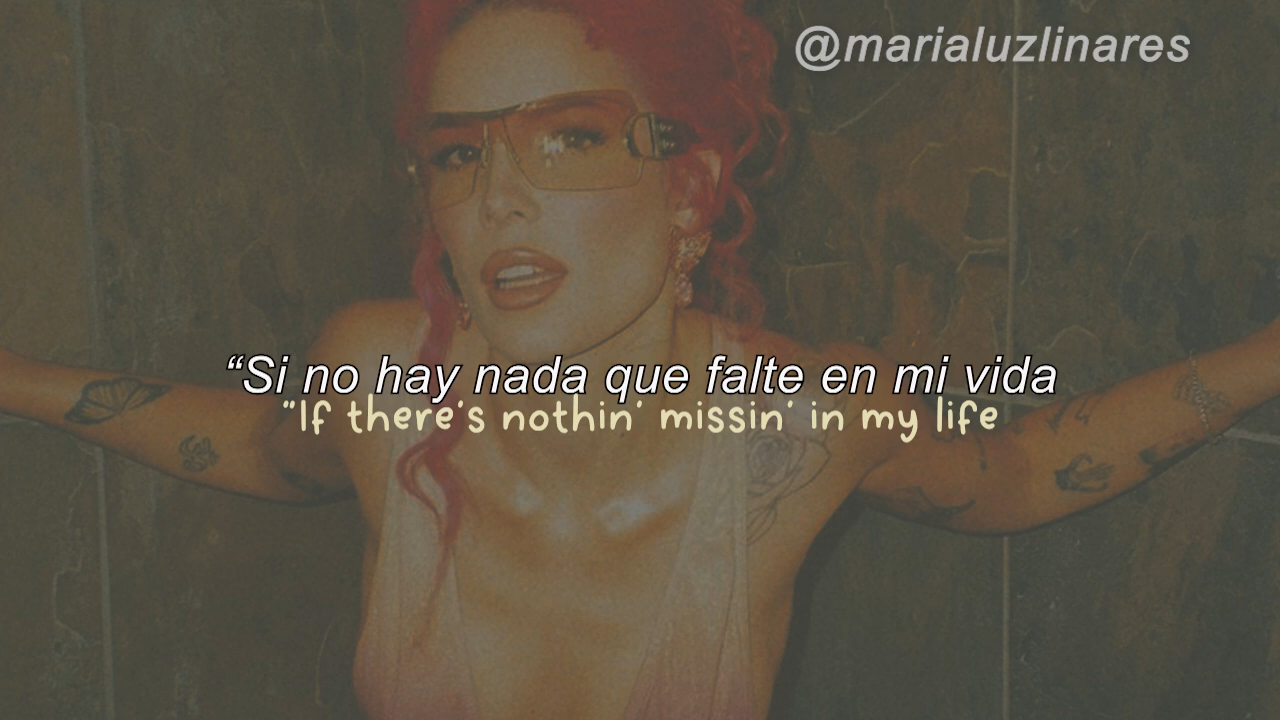 @marialuzlinares
“Si no hay nada que falte en mi vida
"If there's nothin' missin' in my life